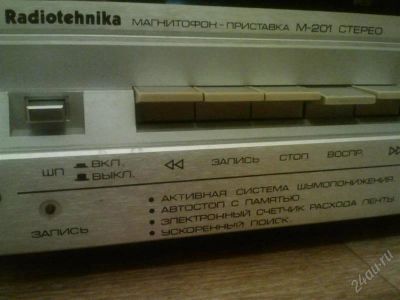 Radiotehnika МАГНИТОФОН-ПРИСТАВКА М-201 СТЕРЕО
ШП ВКЛ. ВЫКЛ.
◀◀ ЗАПИСЬ СТОП ВОСПР. ▶▶
ЗАПИСЬ
• АКТИВНАЯ СИСТЕМА ШУМОПОНИЖЕНИЯ
• АВТОСТОП С ПАМЯТЬЮ
• ЭЛЕКТРОННЫЙ СЧЕТЧИК РАСХОДА ЛЕНТЫ
• УСКОРЕННЫЙ ПОИСК
24au.ru